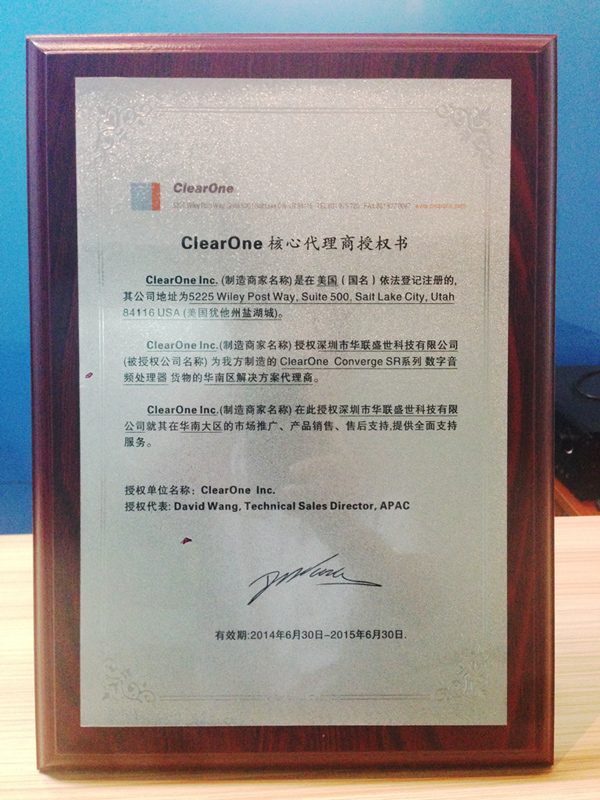 ClearOne
ClearOne 核心代理商授权书
ClearOne Inc. (制造商家名称) 是在 美国 (国名) 依法登记注册的,
其公司地址为5225 Wiley Post Way, Suite 500, Salt Lake City, Utah
84116 USA (美国犹他州盐湖城)。
ClearOne Inc.(制造商家名称) 授权深圳市华联盛世科技有限公司
(被授权公司名称) 为我方制造的 ClearOne Converge SR系列 数字音
频处理器 货物的华南区解决方案代理商。
ClearOne Inc.(制造商家名称) 在此授权深圳市华联盛世科技有限
公司就其在华南大区的市场推广、产品销售、售后支持,提供全面支持
服务。
授权单位名称: ClearOne Inc.
授权代表: David Wang, Technical Sales Director, APAC
有效期:2014年6月30日-2015年6月30日.